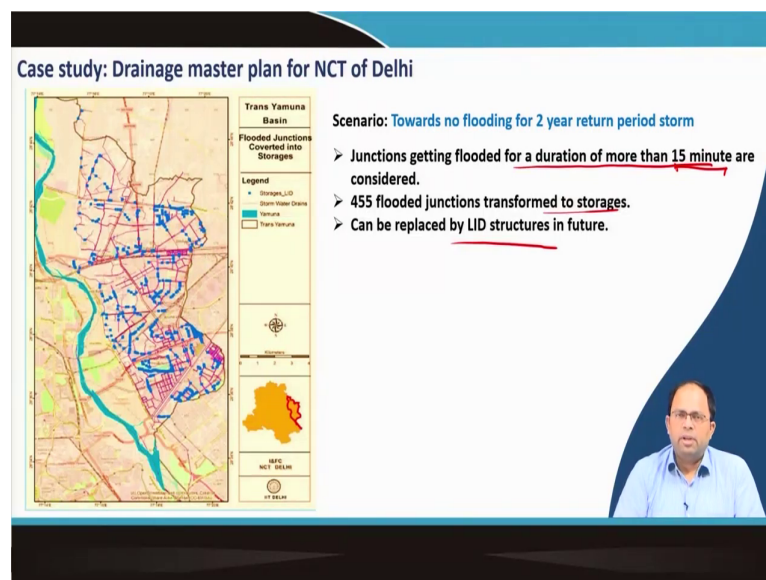 Case study: Drainage master plan for NCT of Delhi
Trans Yamuna
Basin
Flooded Junctions
Coverted into
Storages
Legend
Storages_LID
Storm Water Drains
Yamuna
Trans Yamuna
Kilometers
I&FC
NCT DELHI
IIT DELHI
Scenario: Towards no flooding for 2 year return period storm
➢ Junctions getting flooded for a duration of more than 15 minute are
considered.
➢ 455 flooded junctions transformed to storages.
➢ Can be replaced by LID structures in future.